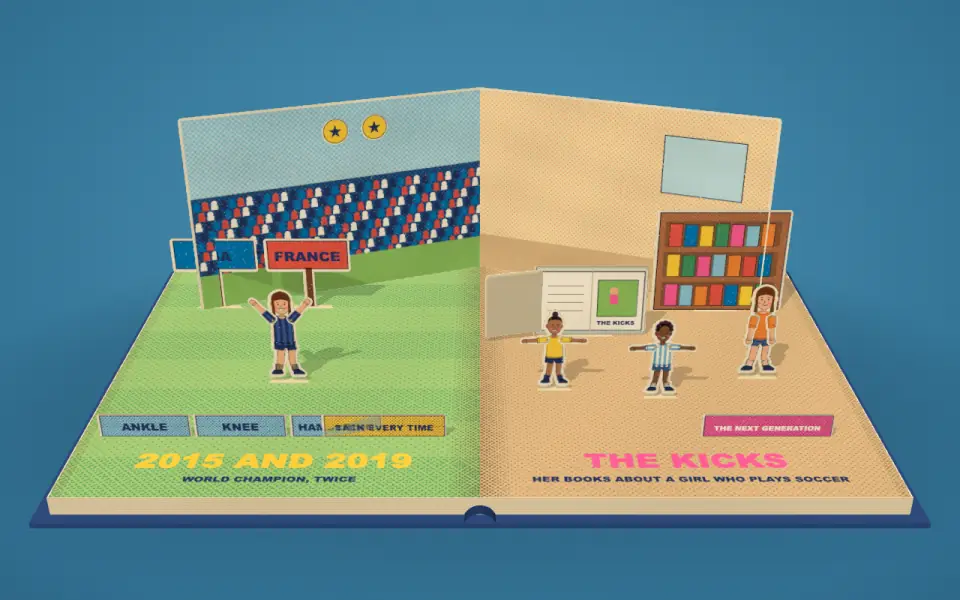 FRANCE
THE KICKS
ANKLE
KNEE
EVERY TIME
THE NEXT GENERATION
2015 AND 2019
THE KICKS
WORLD CHAMPION, TWICE
HER BOOKS ABOUT A GIRL WHO PLAYS SOCCER